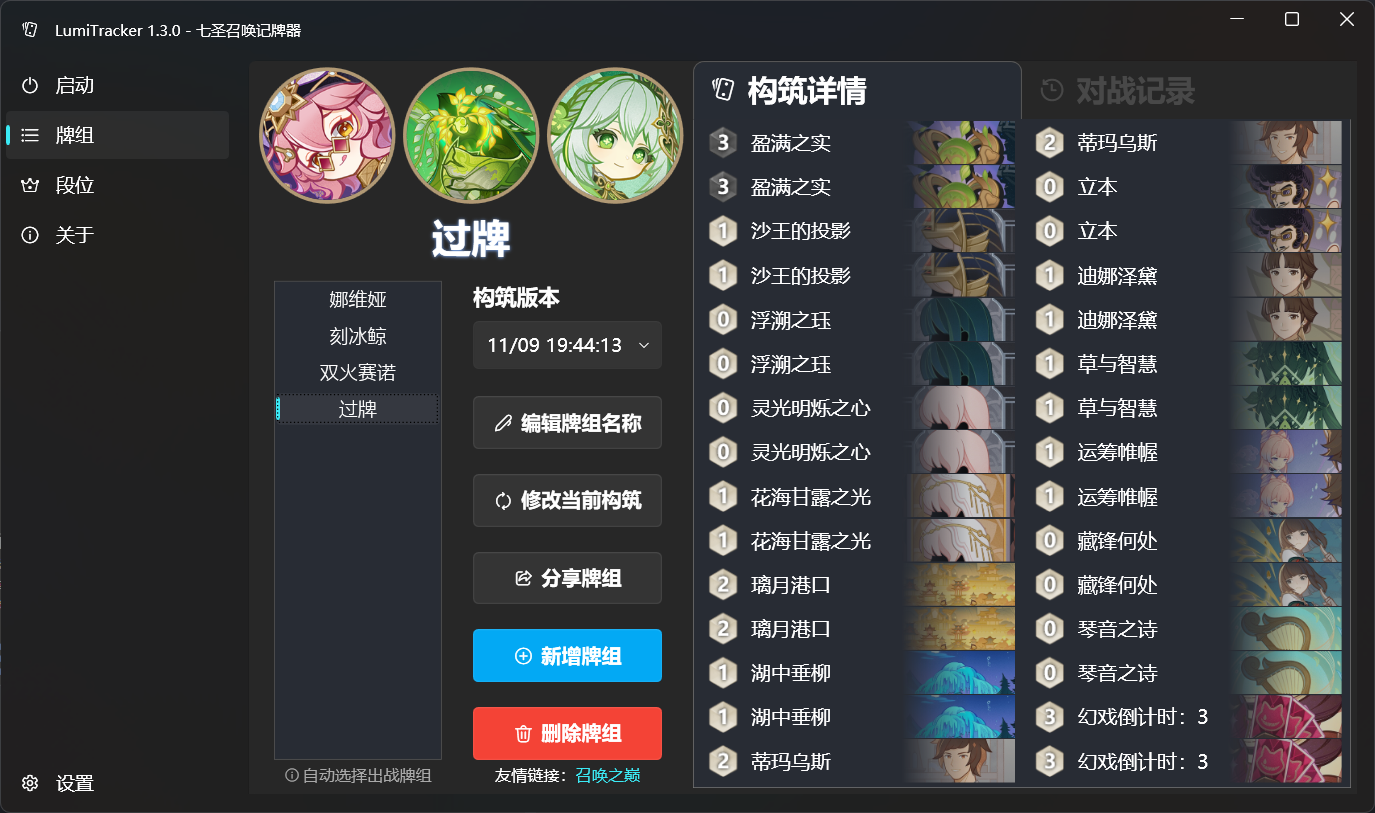 LumiTracker 1.3.0 - 七圣召唤记牌器
启动
牌组
段位
关于
设置
过牌
娜维娅
刻冰鲸
双火赛诺
过牌
自动选择出战牌组
构筑版本
11/09 19:44:13
编辑牌组名称
修改当前构筑
分享牌组
新增牌组
删除牌组
友情链接：召唤之巅
构筑详情
对战记录
3 盈满之实
3 盈满之实
1 沙王的投影
1 沙王的投影
0 浮溯之珏
0 浮溯之珏
0 灵光明烁之心
0 灵光明烁之心
1 花海甘露之光
1 花海甘露之光
2 璃月港口
2 璃月港口
1 湖中垂柳
1 湖中垂柳
2 蒂玛乌斯
2 蒂玛乌斯
0 立本
0 立本
1 迪娜泽黛
1 迪娜泽黛
1 草与智慧
1 草与智慧
1 运筹帷幄
1 运筹帷幄
0 藏锋何处
0 藏锋何处
0 琴音之诗
0 琴音之诗
3 幻戏倒计时：3
3 幻戏倒计时：3